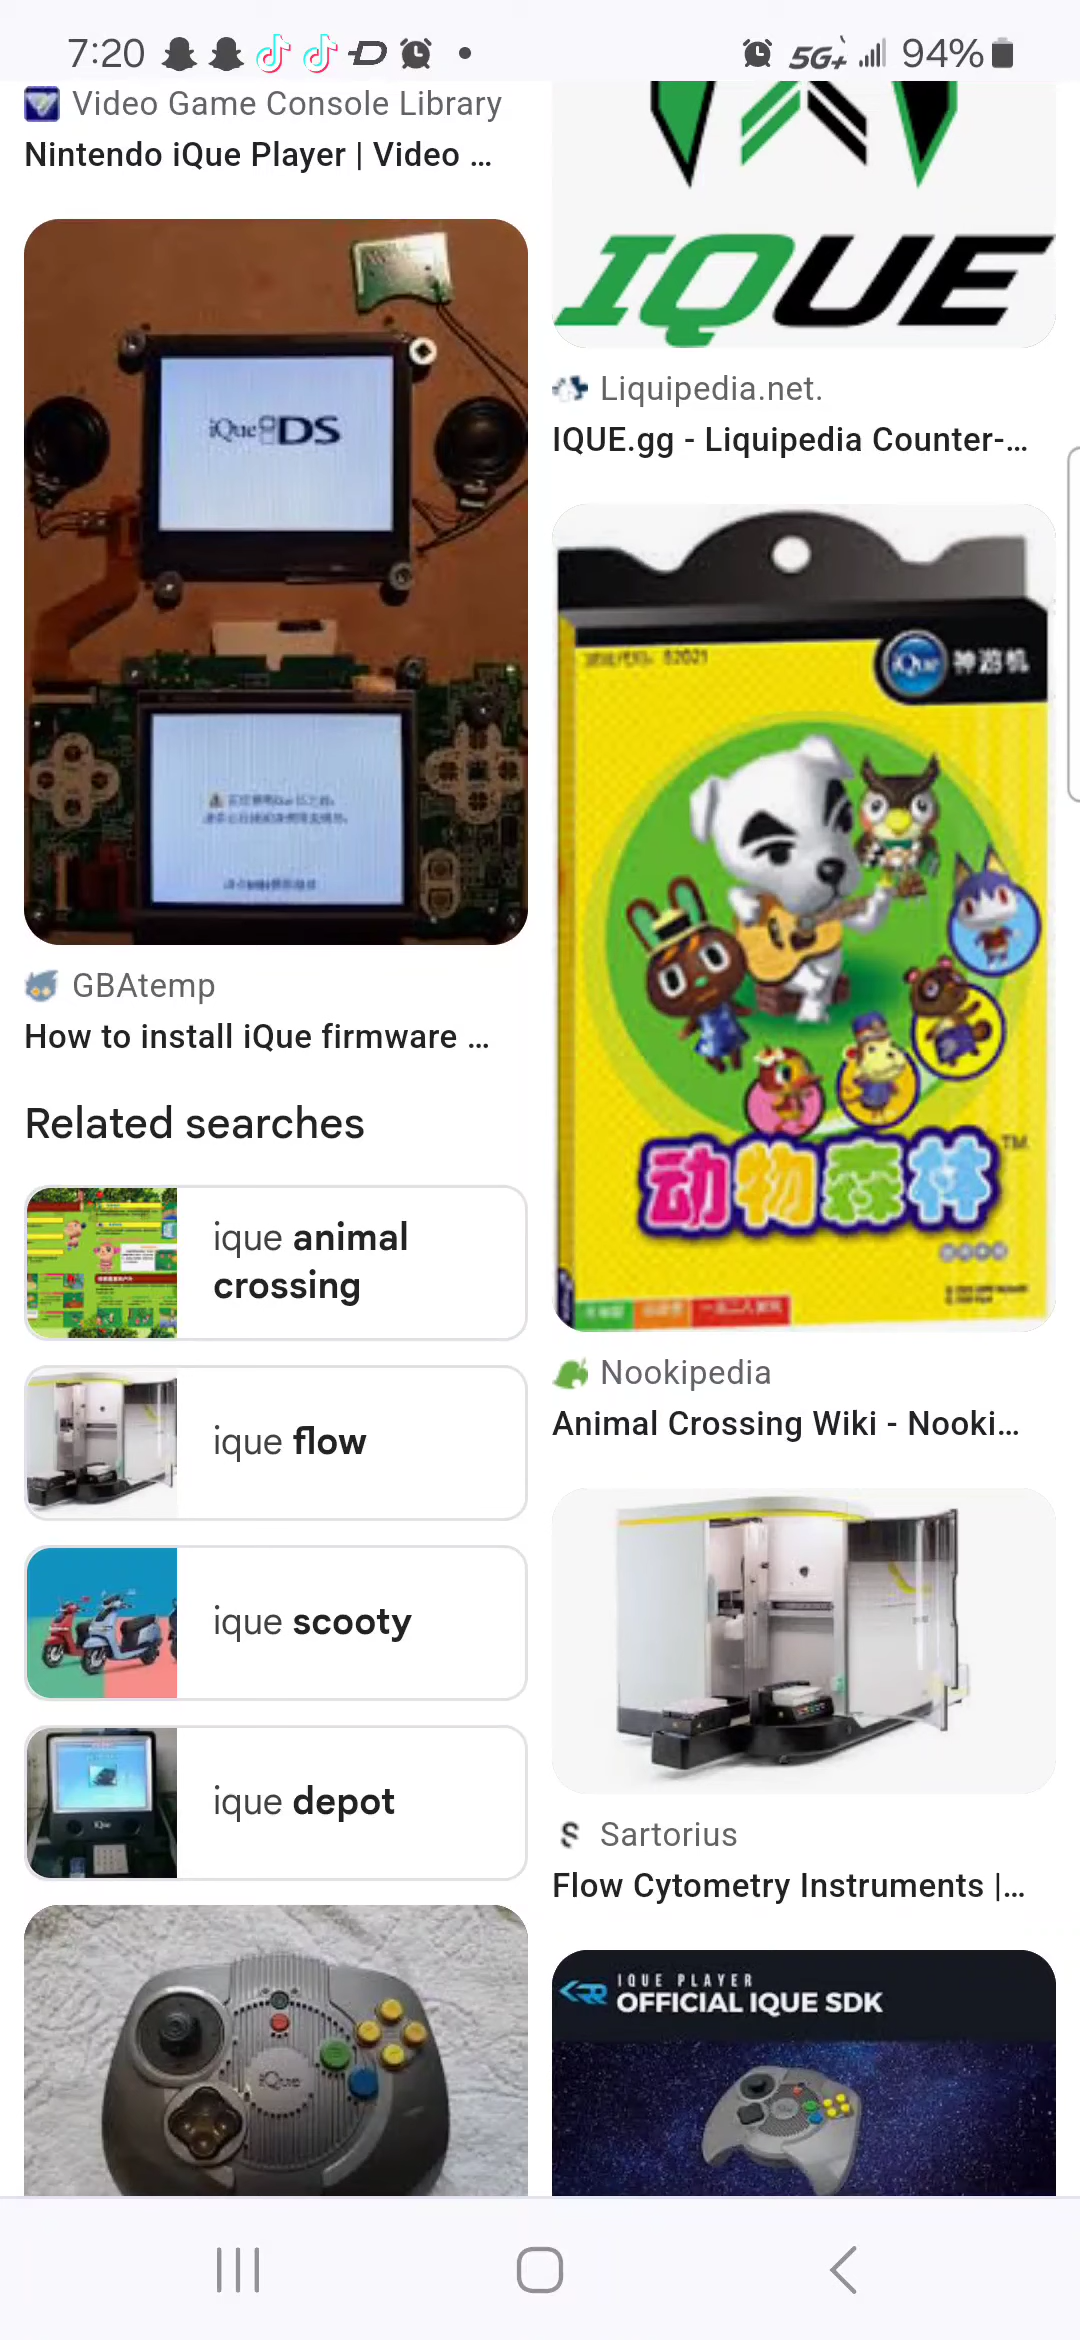 7:20
5G+ 94%
Video Game Console Library
Nintendo iQue Player | Video ...
iQue DS
GBAtemp
How to install iQue firmware ...
Related searches
ique animal
crossing
ique flow
ique scooty
ique depot
iQue
iQue
IQUE
Liquipedia.net.
IQUE.gg - Liquipedia Counter-...
iQue 神游机
动物森林 TM
Nookipedia
Animal Crossing Wiki - Nooki...
Sartorius
Flow Cytometry Instruments |...
IQUE PLAYER
OFFICIAL IQUE SDK